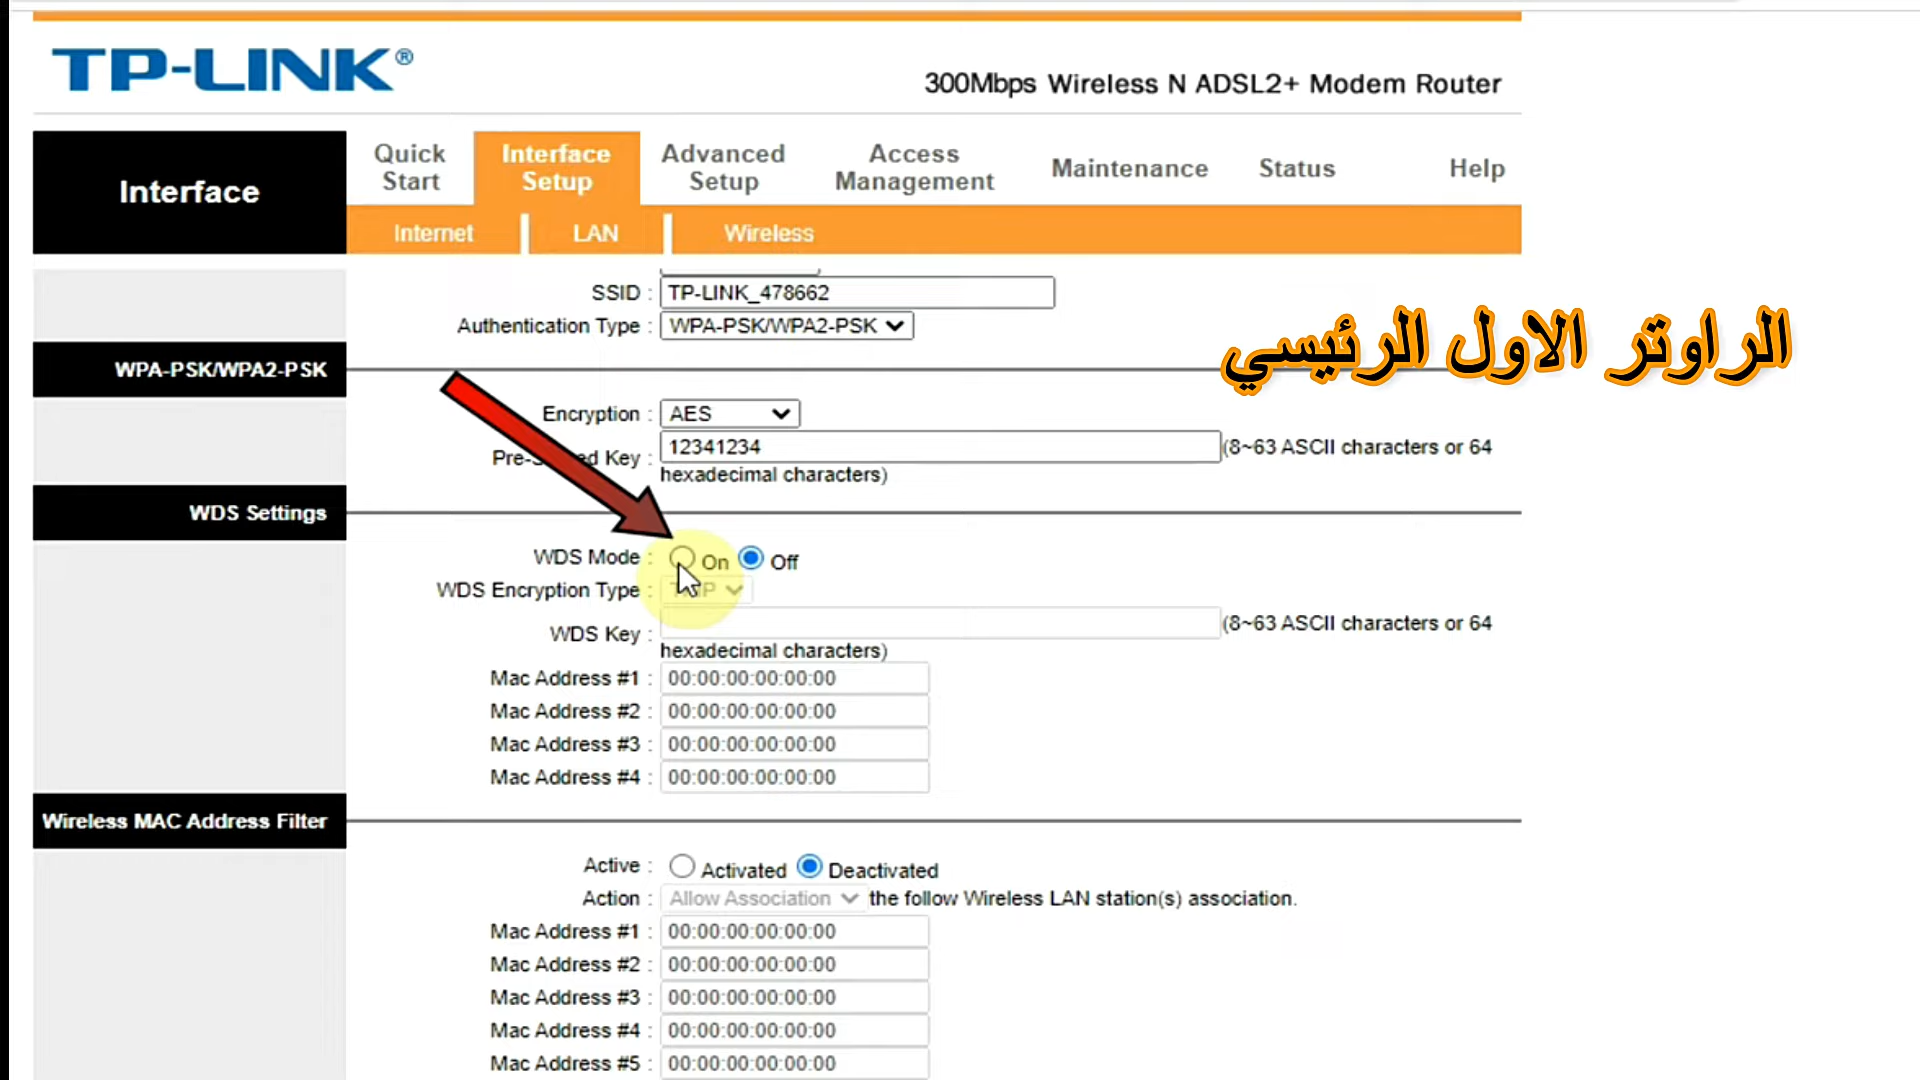 TP-LINK®
300Mbps Wireless N ADSL2+ Modem Router
Interface
Quick Start
Interface Setup
Advanced Setup
Access Management
Maintenance
Status
Help
Internet
LAN
Wireless
SSID : TP-LINK_478662
Authentication Type : WPA-PSK/WPA2-PSK
الراوتر الاول الرئيسي
WPA-PSK/WPA2-PSK
Encryption : AES
Key : 12341234 (8~63 ASCII characters or 64
hexadecimal characters)
WDS Settings
WDS Mode : On Off
WDS Encryption Type :
WDS Key : (8~63 ASCII characters or 64
hexadecimal characters)
Mac Address #1 : 00:00:00:00:00:00
Mac Address #2 : 00:00:00:00:00:00
Mac Address #3 : 00:00:00:00:00:00
Mac Address #4 : 00:00:00:00:00:00
Wireless MAC Address Filter
Active : Activated Deactivated
Action : Allow Association the follow Wireless LAN station(s) association.
Mac Address #1 : 00:00:00:00:00:00
Mac Address #2 : 00:00:00:00:00:00
Mac Address #3 : 00:00:00:00:00:00
Mac Address #4 : 00:00:00:00:00:00
Mac Address #5 : 00:00:00:00:00:00